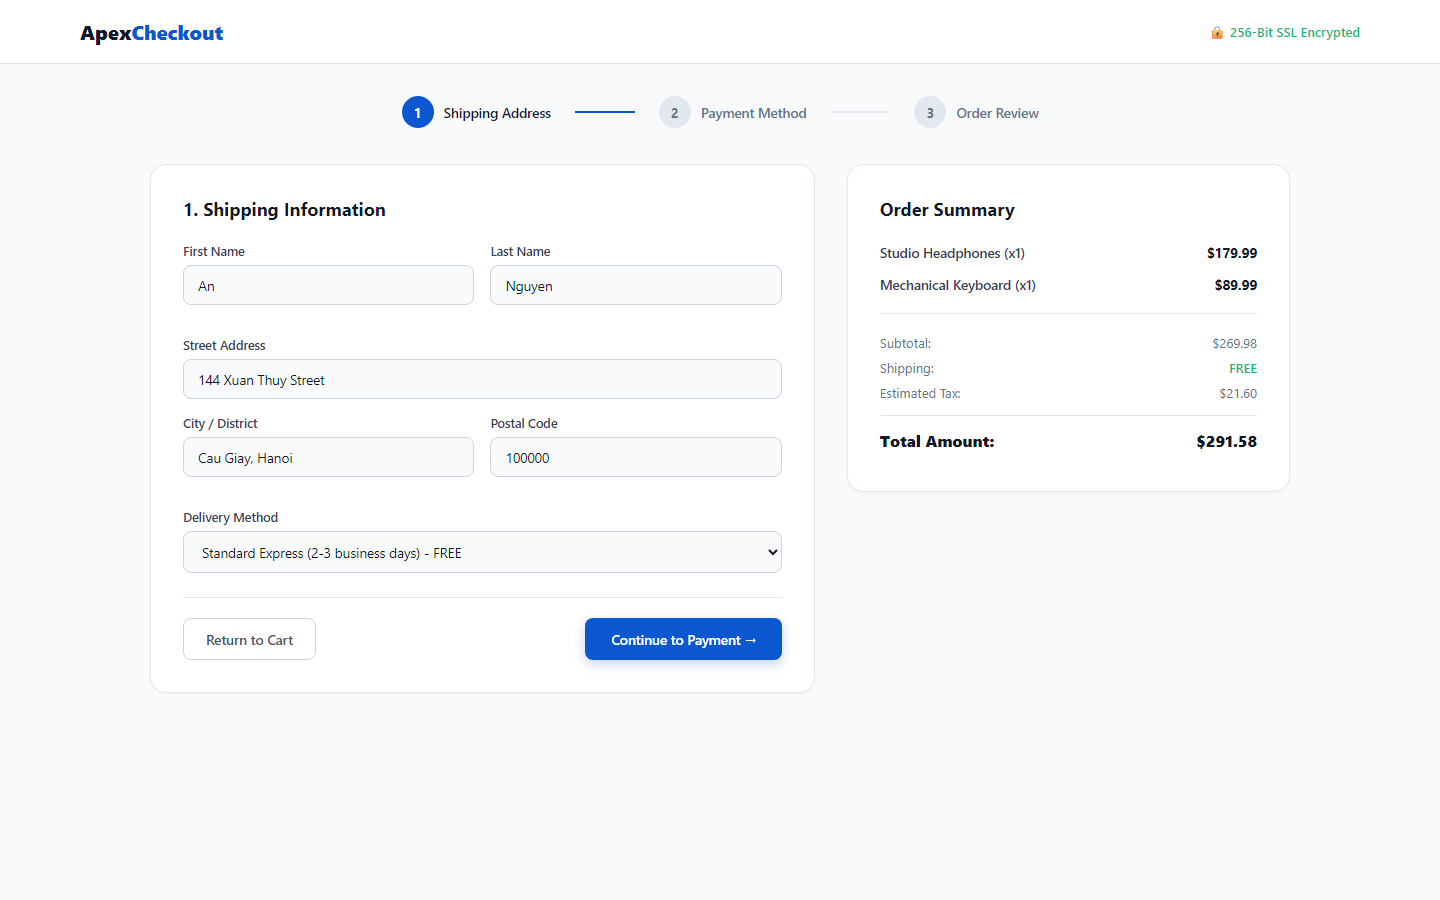 ApexCheckout
🔒 256-Bit SSL Encrypted
1 Shipping Address
2 Payment Method
3 Order Review
1. Shipping Information
First Name
Last Name
An
Nguyen
Street Address
144 Xuan Thuy Street
City / District
Postal Code
Cau Giay, Hanoi
100000
Delivery Method
Standard Express (2-3 business days) - FREE
Return to Cart
Continue to Payment →
Order Summary
Studio Headphones (x1) $179.99
Mechanical Keyboard (x1) $89.99
Subtotal: $269.98
Shipping: FREE
Estimated Tax: $21.60
Total Amount: $291.58